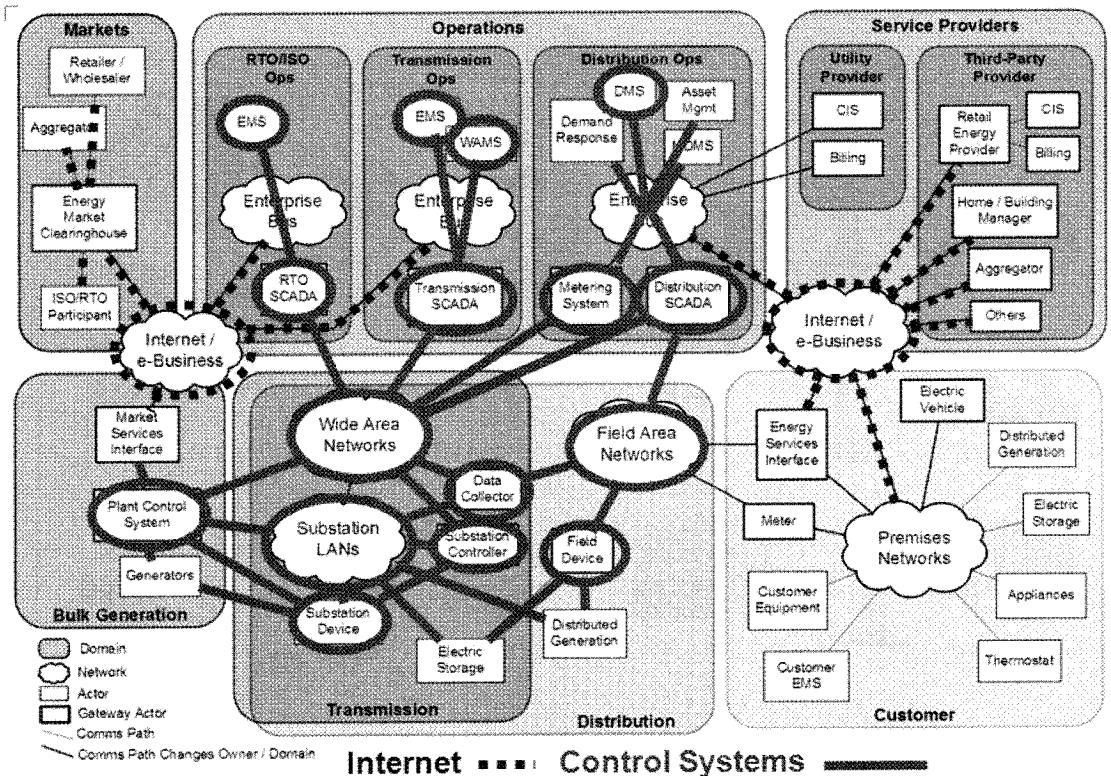 Markets
Retailer /
Wholesaler
Aggregator
Energy
Market
Clearinghouse
ISO/RTO
Participant
Operations
RTO/ISO
Ops
EMS
Enterprise
Bus
RTO
SCADA
Transmission
Ops
EMS
WAMS
Enterprise
Transmission
SCADA
Distribution Ops
DMS
Asset
Mgmt
Demand
Response
Metering
System
Distribution
SCADA
Service Providers
Utility
Provider
CIS
Billing
Third-Party
Provider
Retail
Energy
Provider
CIS
Billing
Home / Building
Manager
Aggregator
Others
Internet /
e-Business
Internet /
e-Business
Market
Services
Interface
Plant Control
System
Generators
Bulk Generation
Wide Area
Networks
Substation
LANs
Data
Collector
Substation
Controller
Substation
Device
Electric
Storage
Transmission
Field Area
Networks
Field
Device
Distributed
Generation
Distribution
Energy
Services
Interface
Meter
Electric
Vehicle
Distributed
Generation
Electric
Storage
Premises
Networks
Appliances
Customer
Equipment
Customer
EMS
Thermostat
Customer
Domain
Network
Actor
Gateway Actor
Comms Path
Comms Path Changes Owner / Domain
Internet
Control Systems